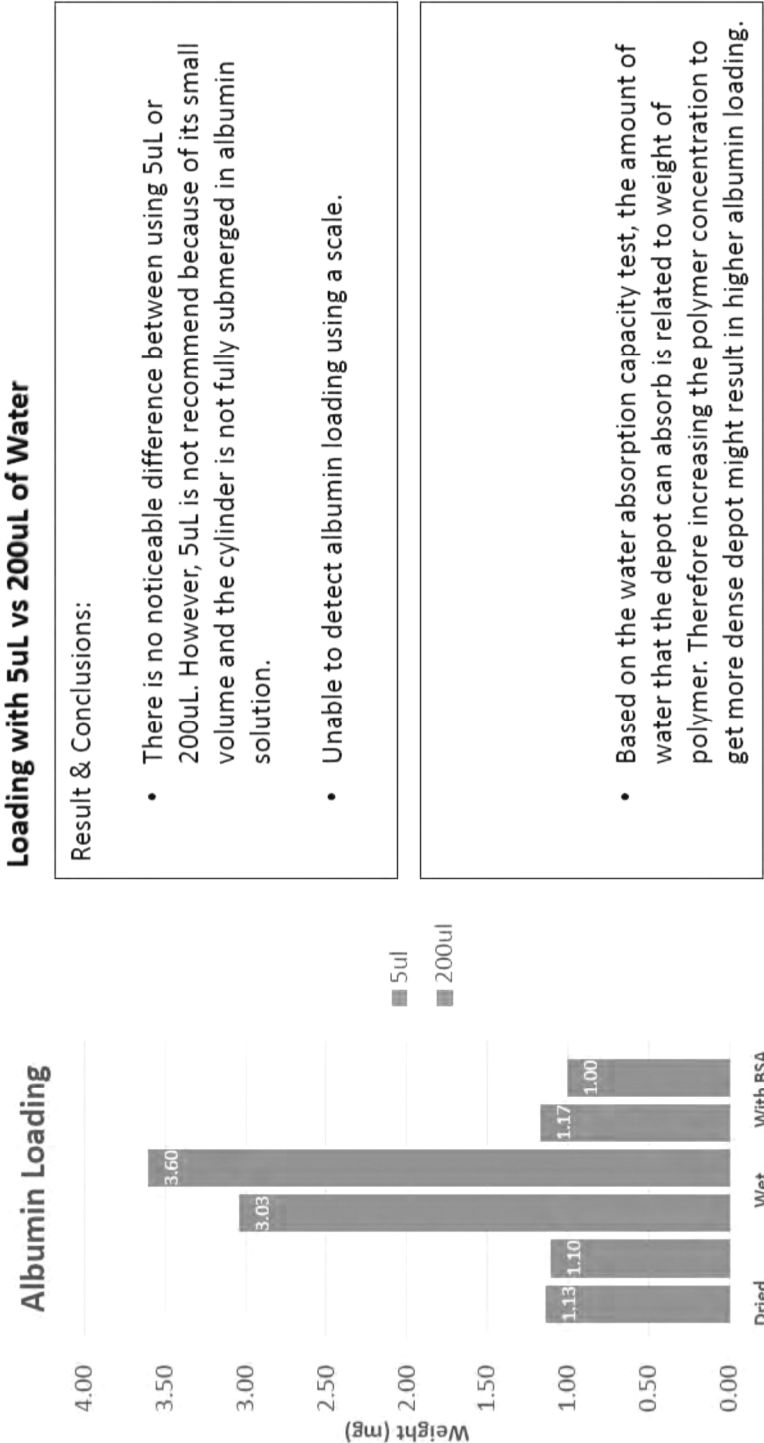 Loading with 5uL vs 200uL of Water
Albumin Loading
4.00
3.50
3.00
2.50
2.00
1.50
1.00
0.50
0.00
Weight (mg)
1.13
1.10
3.03
3.60
1.17
1.00
Dried
Wet
With BSA
5ul
200ul
Result & Conclusions:
• There is no noticeable difference between using 5uL or
200uL. However, 5uL is not recommend because of its small
volume and the cylinder is not fully submerged in albumin
solution.
• Unable to detect albumin loading using a scale.
• Based on the water absorption capacity test, the amount of
water that the depot can absorb is related to weight of
polymer. Therefore increasing the polymer concentration to
get more dense depot might result in higher albumin loading.